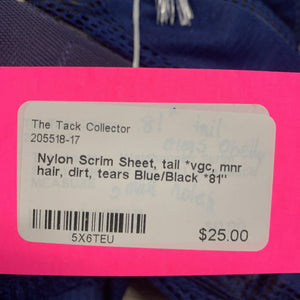 The Tack Collector
205518-17
Nylon Scrim Sheet, tail *vgc, mnr
hair, dirt, tears Blue/Black *81"
5X6TEU
$25.00